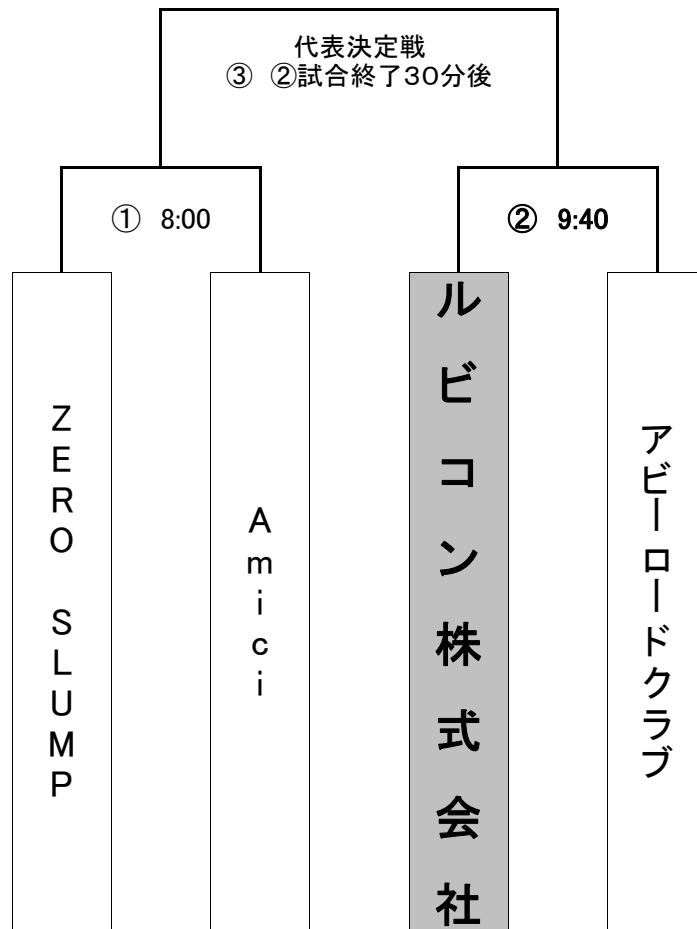 代表決定戦
③ ②試合終了30分後
① 8:00
② 9:40
ZERO SLUMP
Amici
ルビコン株式会社
アビーロードクラブ